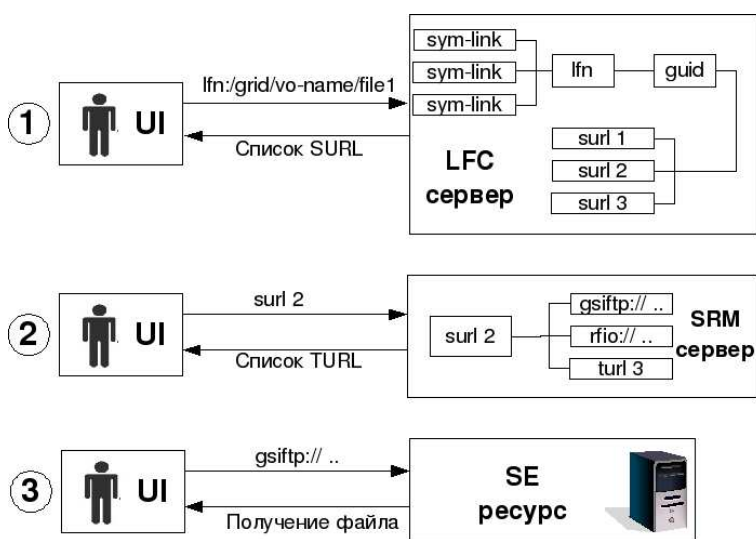 1
UI
lfn:/grid/vo-name/file1
Список SURL
sym-link
sym-link
sym-link
lfn
guid
surl 1
surl 2
surl 3
LFC
сервер
2
UI
surl 2
Список TURL
surl 2
gsiftp:// ..
rfio:// ..
turl 3
SRM
сервер
3
UI
gsiftp:// ..
Получение файла
SE
ресурс